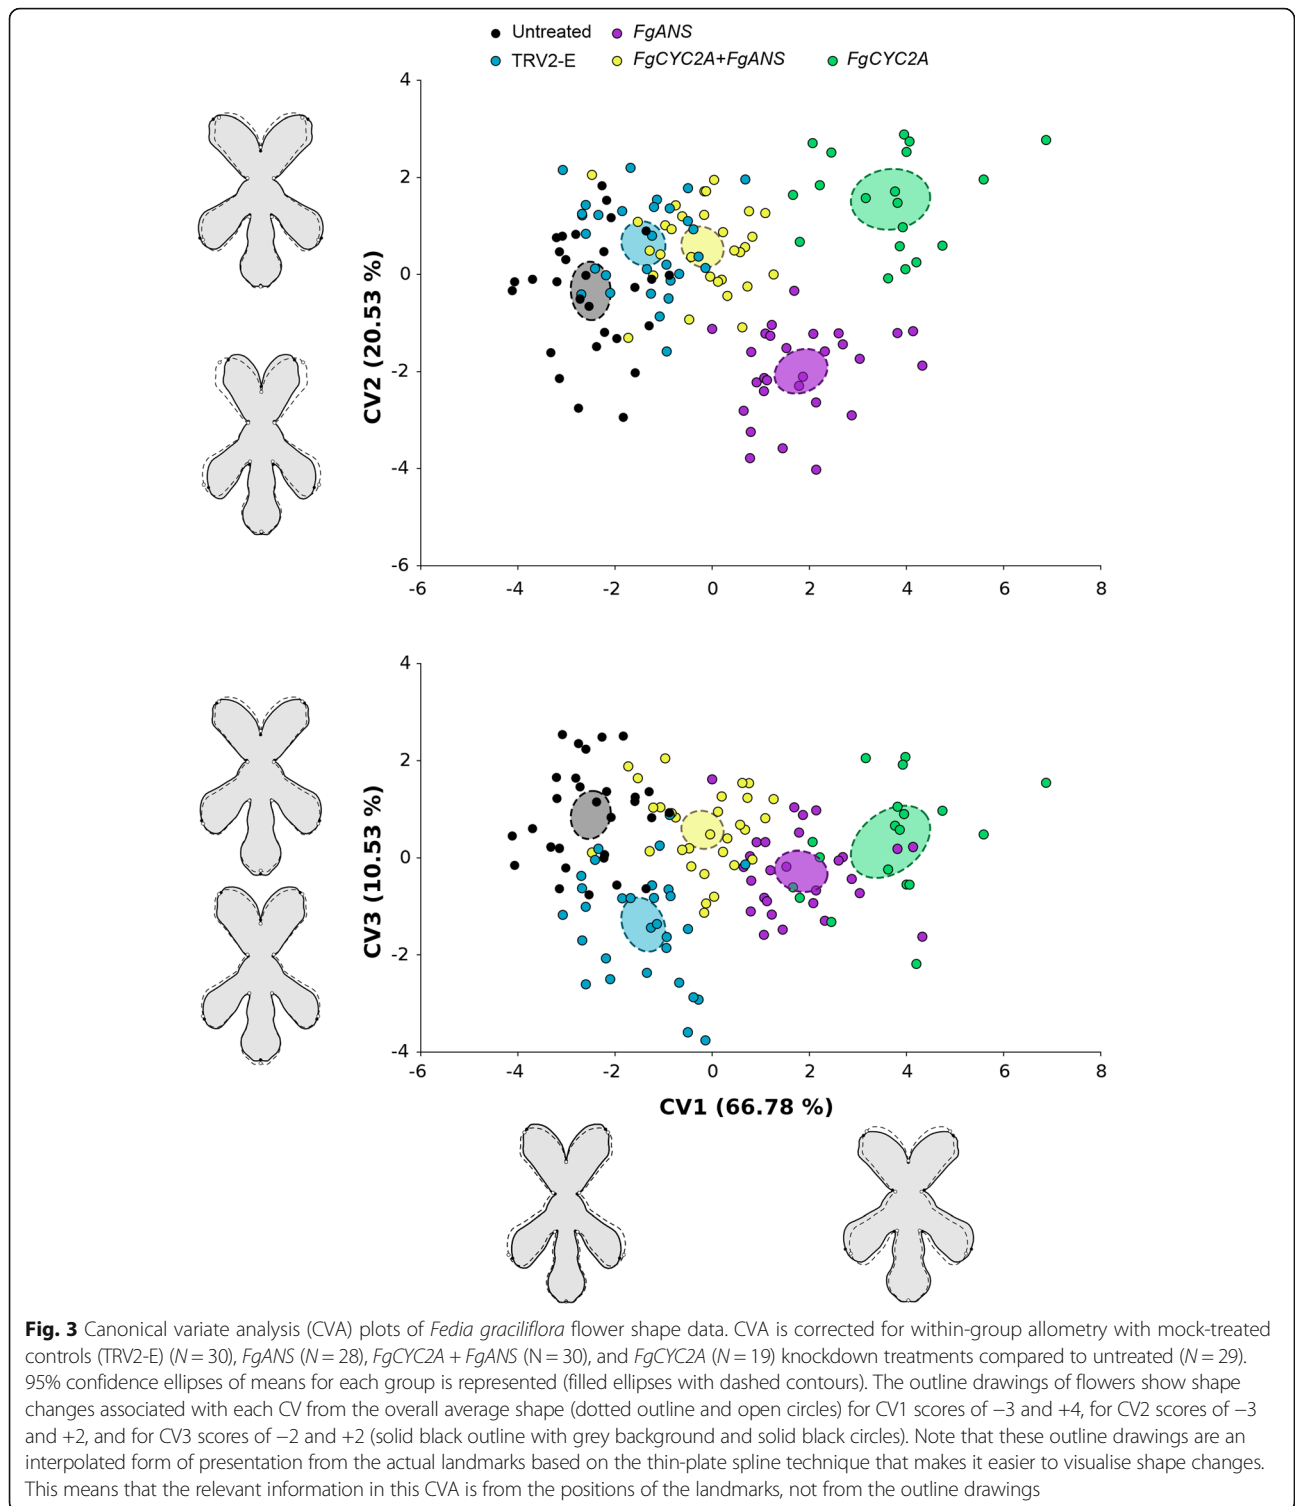 Untreated FgANS
TRV2-E FgCYC2A+FgANS FgCYC2A
4
2
0
-2
-4
-6
CV2 (20.53 %)
-6 -4 -2 0 2 4 6 8
4
2
0
-2
-4
CV3 (10.53 %)
-6 -4 -2 0 2 4 6 8
CV1 (66.78 %)
Fig. 3 Canonical variate analysis (CVA) plots of Fedia graciliflora flower shape data. CVA is corrected for within-group allometry with mock-treated
controls (TRV2-E) (N = 30), FgANS (N = 28), FgCYC2A + FgANS (N = 30), and FgCYC2A (N = 19) knockdown treatments compared to untreated (N = 29).
95% confidence ellipses of means for each group is represented (filled ellipses with dashed contours). The outline drawings of flowers show shape
changes associated with each CV from the overall average shape (dotted outline and open circles) for CV1 scores of −3 and +4, for CV2 scores of −3
and +2, and for CV3 scores of −2 and +2 (solid black outline with grey background and solid black circles). Note that these outline drawings are an
interpolated form of presentation from the actual landmarks based on the thin-plate spline technique that makes it easier to visualise shape changes.
This means that the relevant information in this CVA is from the positions of the landmarks, not from the outline drawings